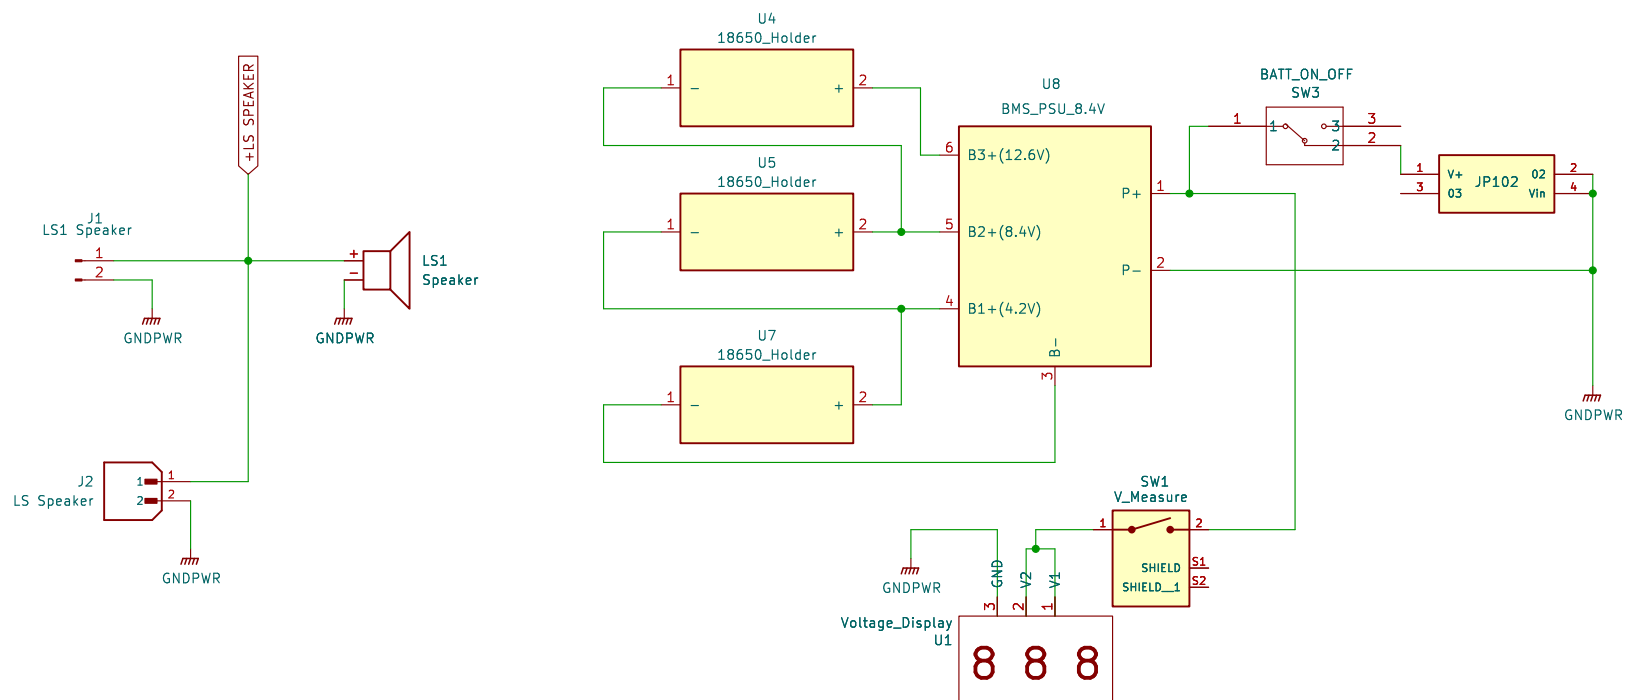 +LS SPEAKER
J1
LS1 Speaker
1
2
GNDPWR
+
−
LS1
Speaker
GNDPWR
J2
LS Speaker
1
2
1
2
GNDPWR
U4
18650_Holder
1
−
+
2
U5
18650_Holder
1
−
+
2
U7
18650_Holder
1
−
+
2
U8
BMS_PSU_8.4V
6
B3+(12.6V)
5
B2+(8.4V)
4
B1+(4.2V)
B-
3
P+
1
P-
2
BATT_ON_OFF
SW3
1
1
3
3
2
2
1
V+
O2
2
JP102
3
O3
Vin
4
GNDPWR
SW1
V_Measure
1
2
SHIELD
S1
SHIELD__1
S2
GNDPWR
GND
V2
V1
3
2
1
Voltage_Display
U1
8 8 8